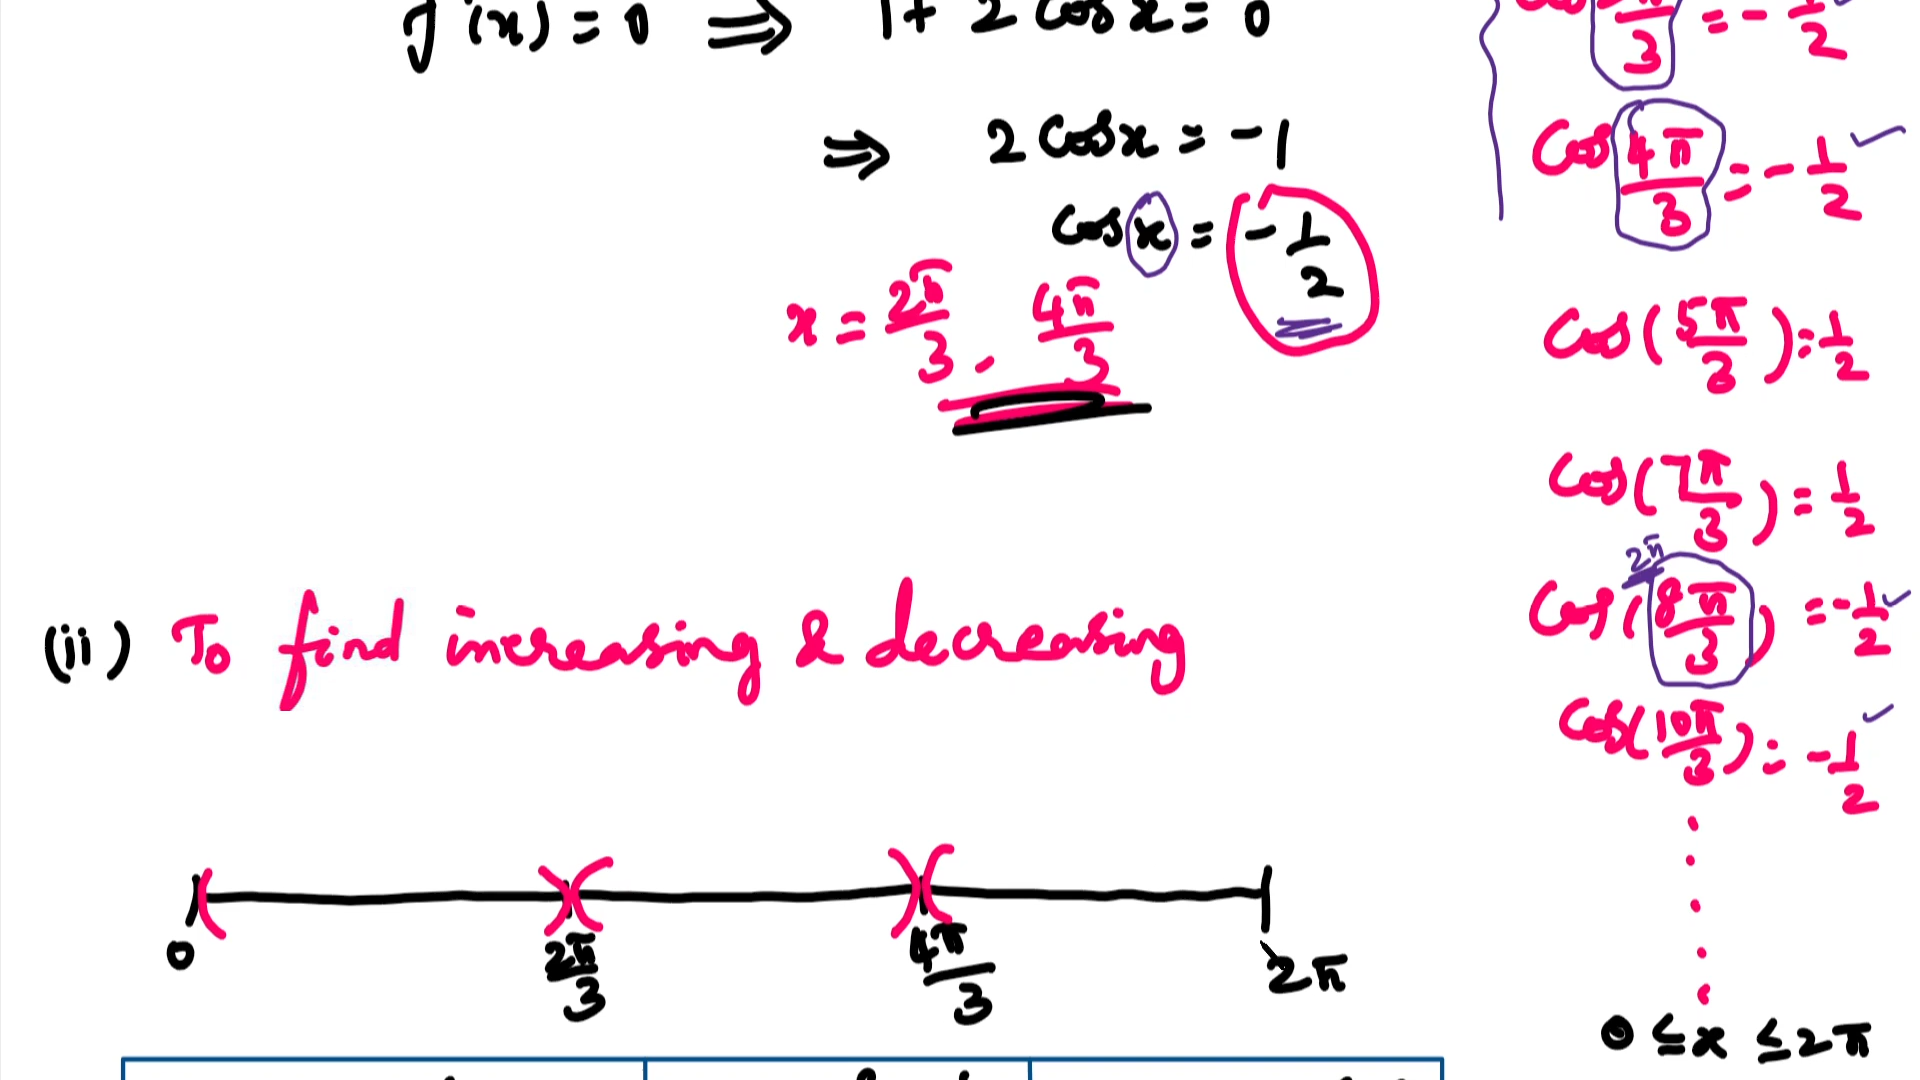 g'(x) = 0 ⇒ 1 + 2 cos x = 0
⇒ 2 cos x = -1
cos x = -1/2
x = 2π/3, 4π/3
(ii) To find increasing & decreasing
0 2π/3 4π/3 2π
= -1/2
cos 4π/3 = -1/2
cos(5π/3) = 1/2
cos(7π/3) = 1/2
2π
cos(8π/3) = -1/2
cos(10π/3) = -1/2
0 ≤ x ≤ 2π